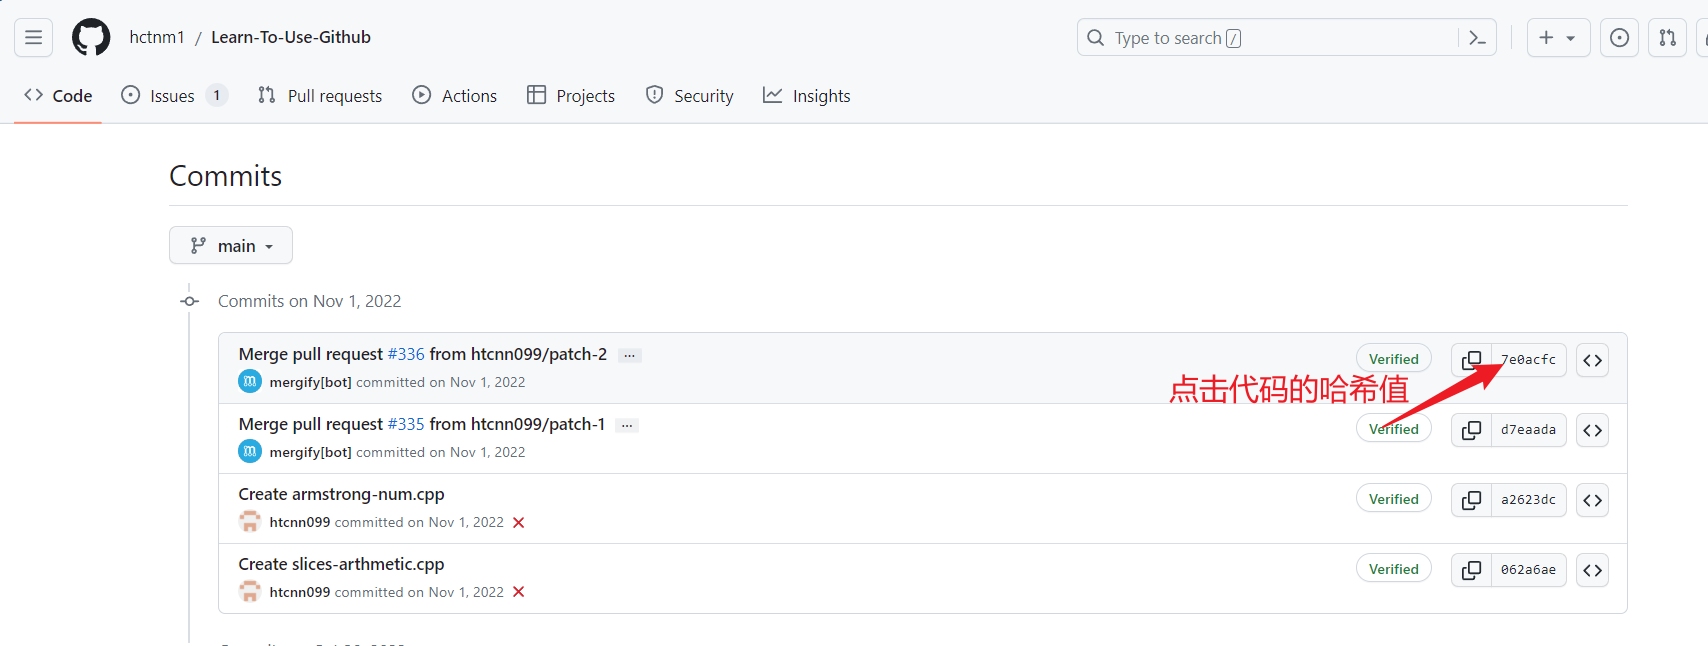 hctnm1 / Learn-To-Use-Github
Type to search /
Code Issues 1 Pull requests Actions Projects Security Insights
Commits
main
Commits on Nov 1, 2022
Merge pull request #336 from htcnn099/patch-2 ...
Verified 7e0acfc
mergify[bot] committed on Nov 1, 2022
点击代码的哈希值
Merge pull request #335 from htcnn099/patch-1 ...
Verified d7eaada
mergify[bot] committed on Nov 1, 2022
Create armstrong-num.cpp
Verified a2623dc
htcnn099 committed on Nov 1, 2022
Create slices-arthmetic.cpp
Verified 062a6ae
htcnn099 committed on Nov 1, 2022